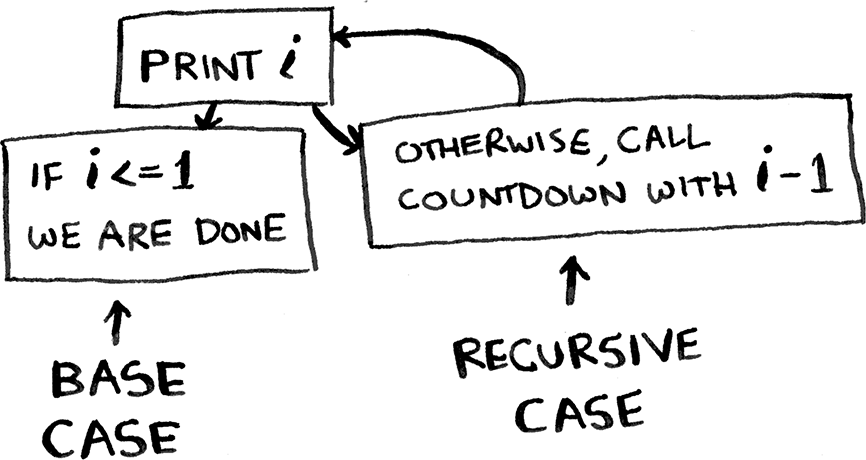 PRINT i
IF i <= 1
WE ARE DONE
OTHERWISE, CALL
COUNTDOWN WITH i - 1
BASE
CASE
RECURSIVE
CASE